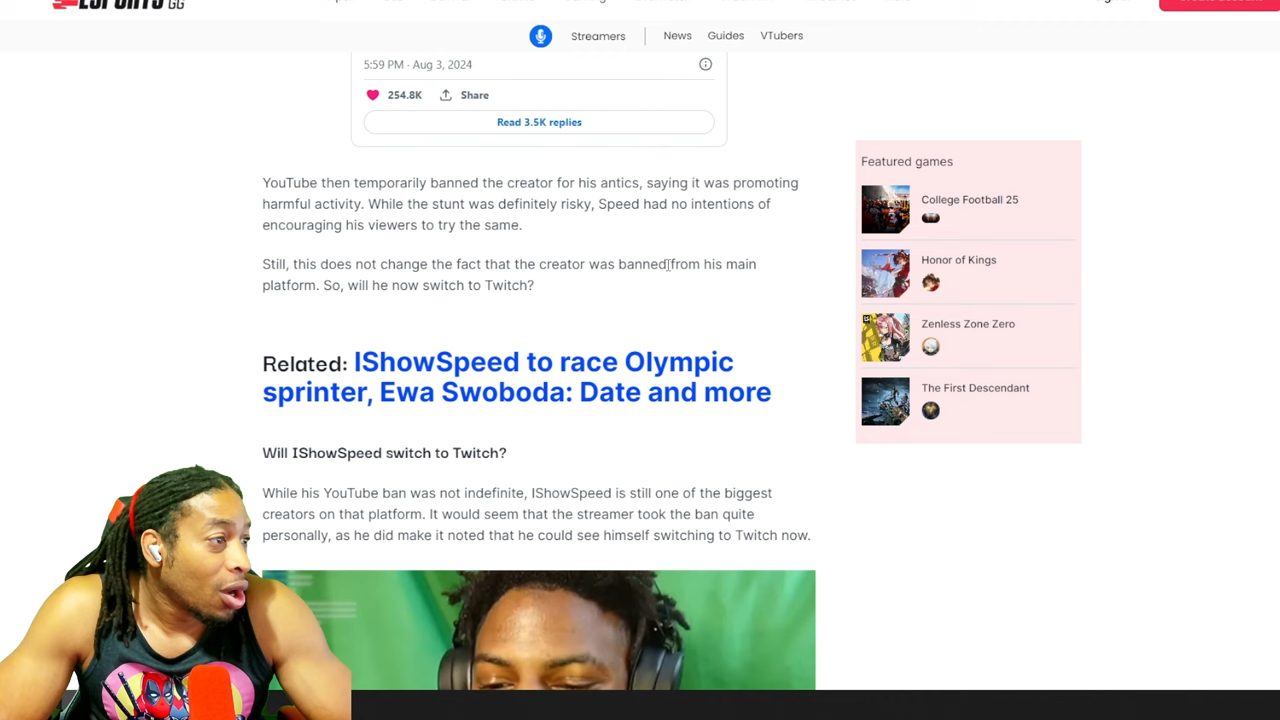 ESPORTS GG
Streamers
News
Guides
VTubers
5:59 PM · Aug 3, 2024
254.8K
Share
Read 3.5K replies
YouTube then temporarily banned the creator for his antics, saying it was promoting
harmful activity. While the stunt was definitely risky, Speed had no intentions of
encouraging his viewers to try the same.
Still, this does not change the fact that the creator was banned from his main
platform. So, will he now switch to Twitch?
Related: IShowSpeed to race Olympic
sprinter, Ewa Swoboda: Date and more
Will IShowSpeed switch to Twitch?
While his YouTube ban was not indefinite, IShowSpeed is still one of the biggest
creators on that platform. It would seem that the streamer took the ban quite
personally, as he did make it noted that he could see himself switching to Twitch now.
Featured games
College Football 25
Honor of Kings
Zenless Zone Zero
The First Descendant